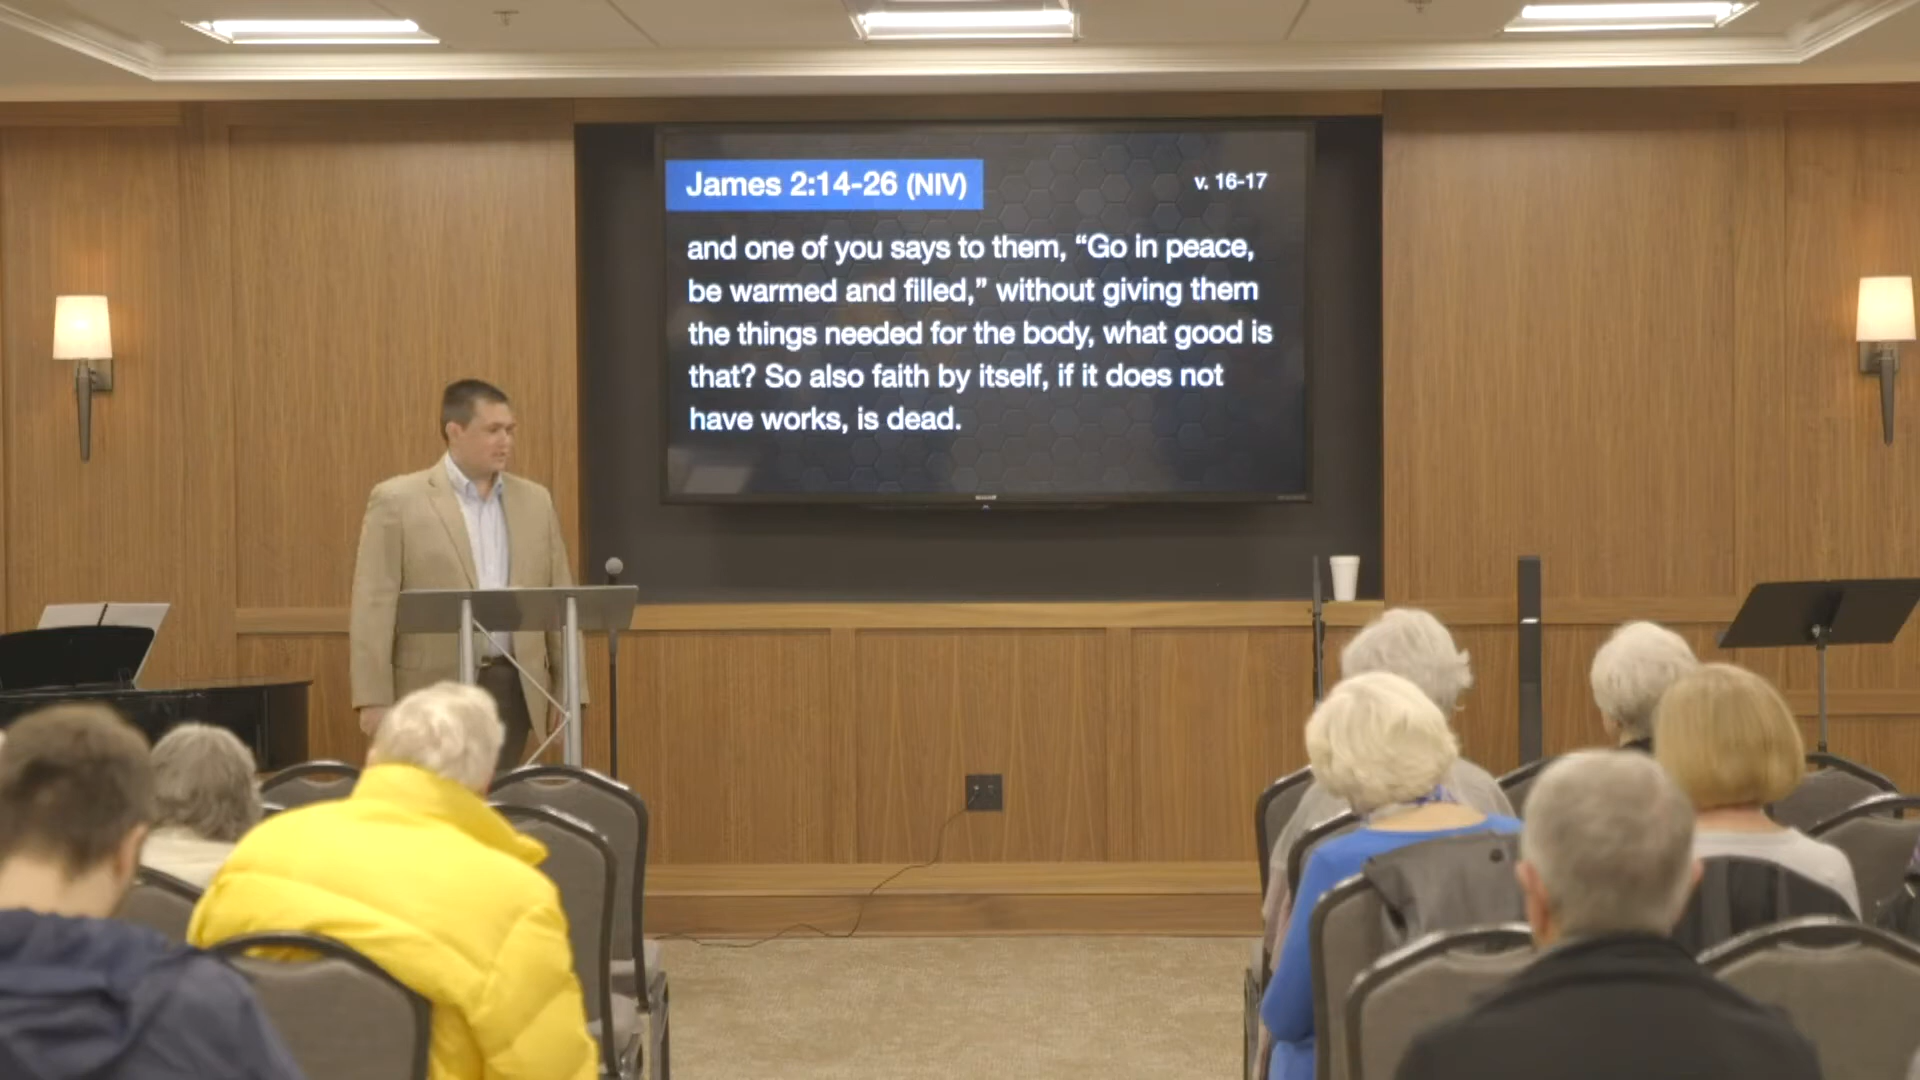 James 2:14-26 (NIV)
v. 16-17
and one of you says to them, “Go in peace,
be warmed and filled,” without giving them
the things needed for the body, what good is
that? So also faith by itself, if it does not
have works, is dead.